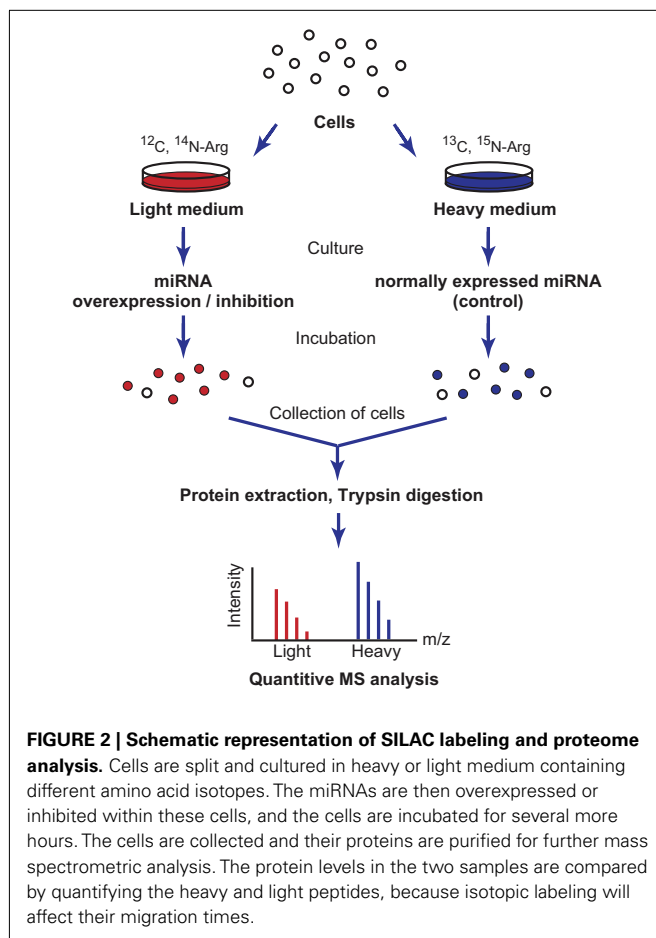 Cells
¹²C, ¹⁴N-Arg
¹³C, ¹⁵N-Arg
Light medium
Heavy medium
Culture
miRNA
overexpression / inhibition
normally expressed miRNA
(control)
Incubation
Collection of cells
Protein extraction, Trypsin digestion
Intensity
m/z
Light
Heavy
Quantitive MS analysis
FIGURE 2 | Schematic representation of SILAC labeling and proteome
analysis. Cells are split and cultured in heavy or light medium containing
different amino acid isotopes. The miRNAs are then overexpressed or
inhibited within these cells, and the cells are incubated for several more
hours. The cells are collected and their proteins are purified for further mass
spectrometric analysis. The protein levels in the two samples are compared
by quantifying the heavy and light peptides, because isotopic labeling will
affect their migration times.